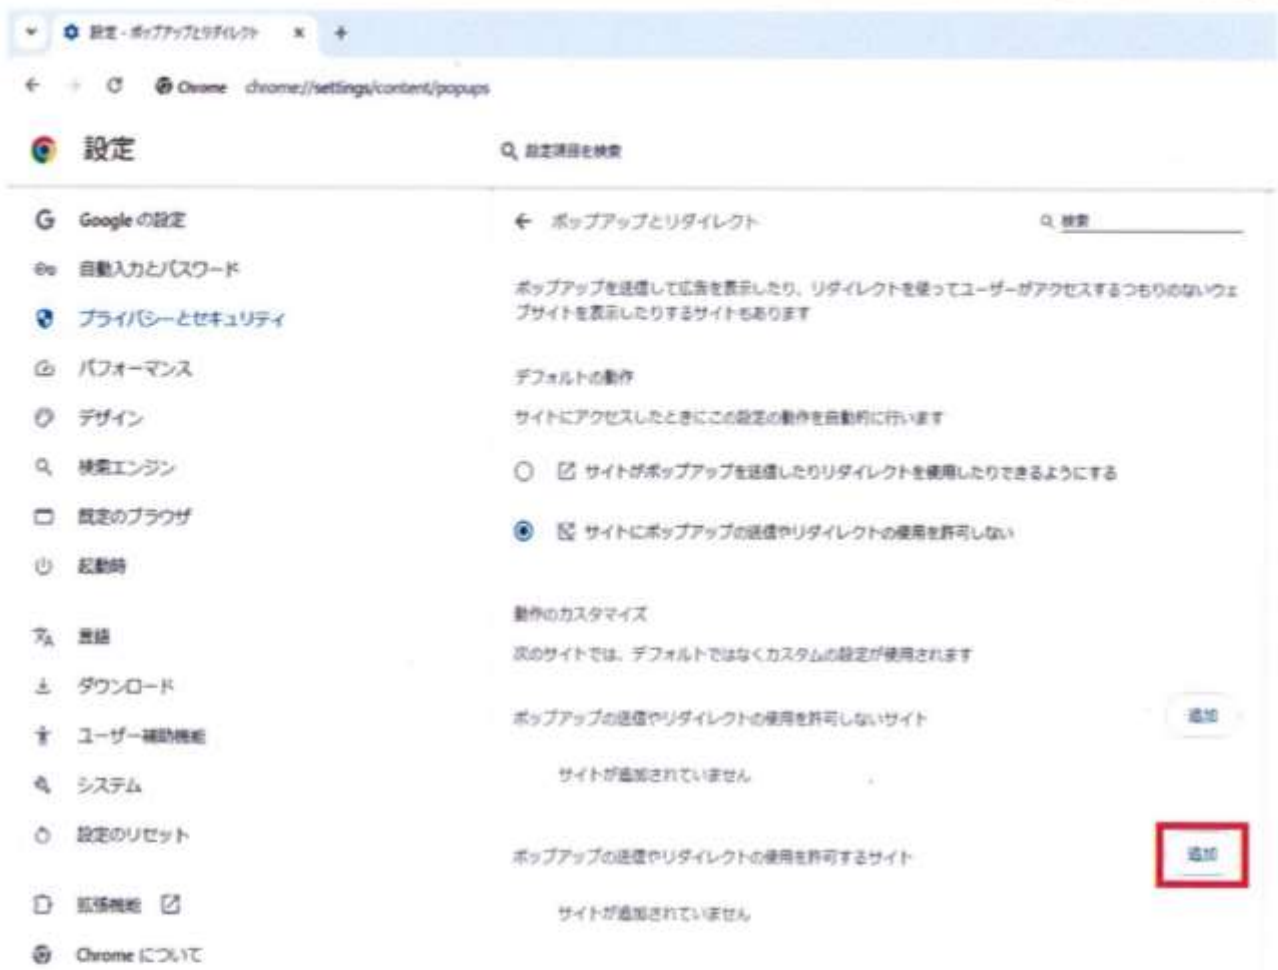 設定 - ポップアップとリダイレクト
Chrome chrome://settings/content/popups
設定
設定項目を検索
Google の設定
自動入力とパスワード
プライバシーとセキュリティ
パフォーマンス
デザイン
検索エンジン
既定のブラウザ
起動時
言語
ダウンロード
ユーザー補助機能
システム
設定のリセット
拡張機能
Chrome について
ポップアップとリダイレクト
検索
ポップアップを送信して広告を表示したり、リダイレクトを使ってユーザーがアクセスするつもりのないウェ
ブサイトを表示したりするサイトもあります
デフォルトの動作
サイトにアクセスしたときにこの設定の動作を自動的に行います
サイトがポップアップを送信したりリダイレクトを使用したりできるようにする
サイトにポップアップの送信やリダイレクトの使用を許可しない
動作のカスタマイズ
次のサイトでは、デフォルトではなくカスタムの設定が使用されます
ポップアップの送信やリダイレクトの使用を許可しないサイト
追加
サイトが追加されていません
ポップアップの送信やリダイレクトの使用を許可するサイト
追加
サイトが追加されていません